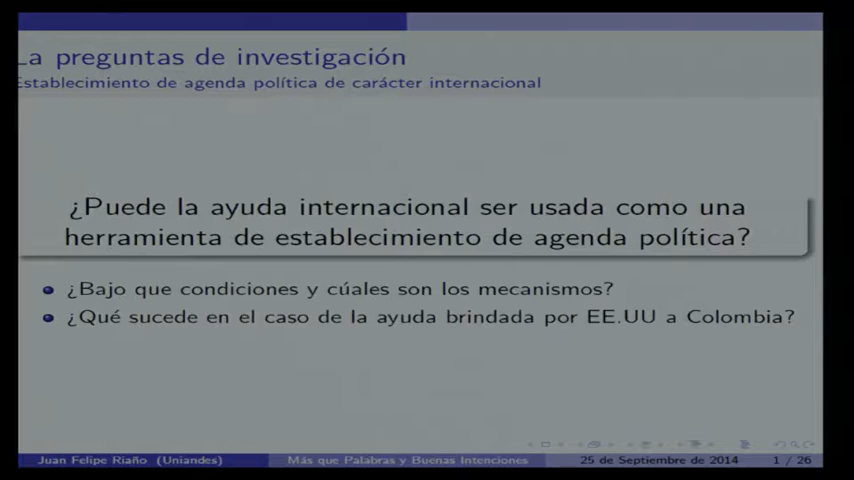 La preguntas de investigación
Establecimiento de agenda política de carácter internacional
¿Puede la ayuda internacional ser usada como una
herramienta de establecimiento de agenda política?
¿Bajo que condiciones y cúales son los mecanismos?
¿Qué sucede en el caso de la ayuda brindada por EE.UU a Colombia?
Juan Felipe Riaño (Uniandes) Más que Palabras y Buenas Intenciones 25 de Septiembre de 2014 1 / 26